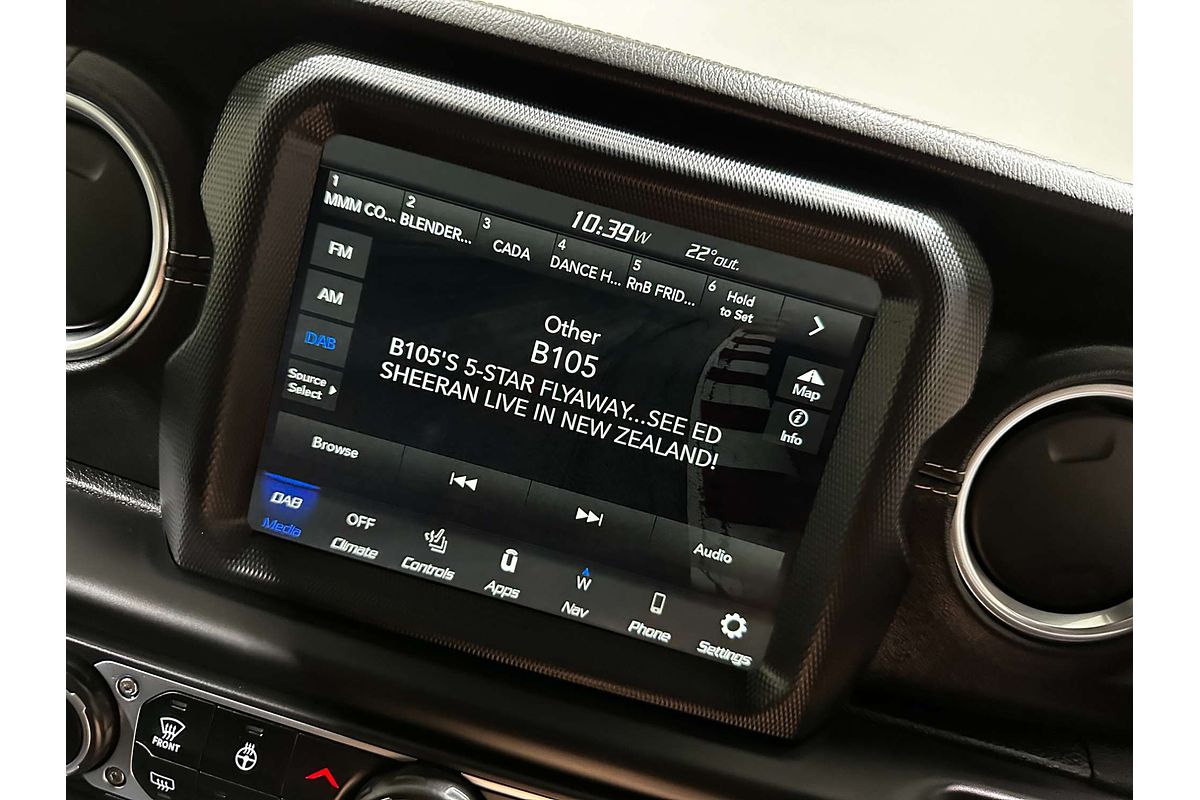 10:39 W
22° out.
1
MMM CO...
2
BLENDER...
3
CADA
4
DANCE H...
5
RnB FRID...
6 Hold
to Set
FM
AM
DAB
Source
Select
Other
B105
B105'S 5-STAR FLYAWAY...SEE ED
SHEERAN LIVE IN NEW ZEALAND!
Map
Info
Browse
Audio
DAB
Media
OFF
Climate
Controls
Apps
W
Nav
Phone
Settings
FRONT